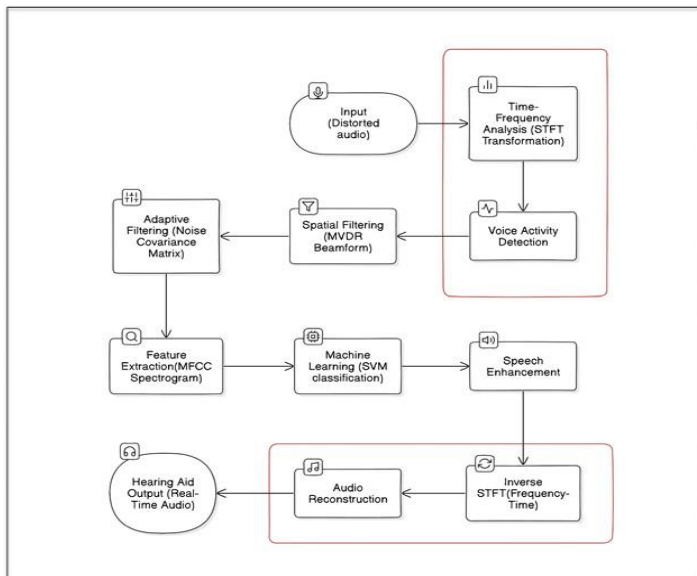 Input
(Distorted
audio)
Time-
Frequency
Analysis (STFT
Transformation)
Voice Activity
Detection
Spatial Filtering
(MVDR
Beamform)
Adaptive
Filtering (Noise
Covariance
Matrix)
Feature
Extraction(MFCC
Spectrogram)
Machine
Learning (SVM
classification)
Speech
Enhancement
Inverse
STFT(Frequency-
Time)
Audio
Reconstruction
Hearing Aid
Output (Real-
Time Audio)